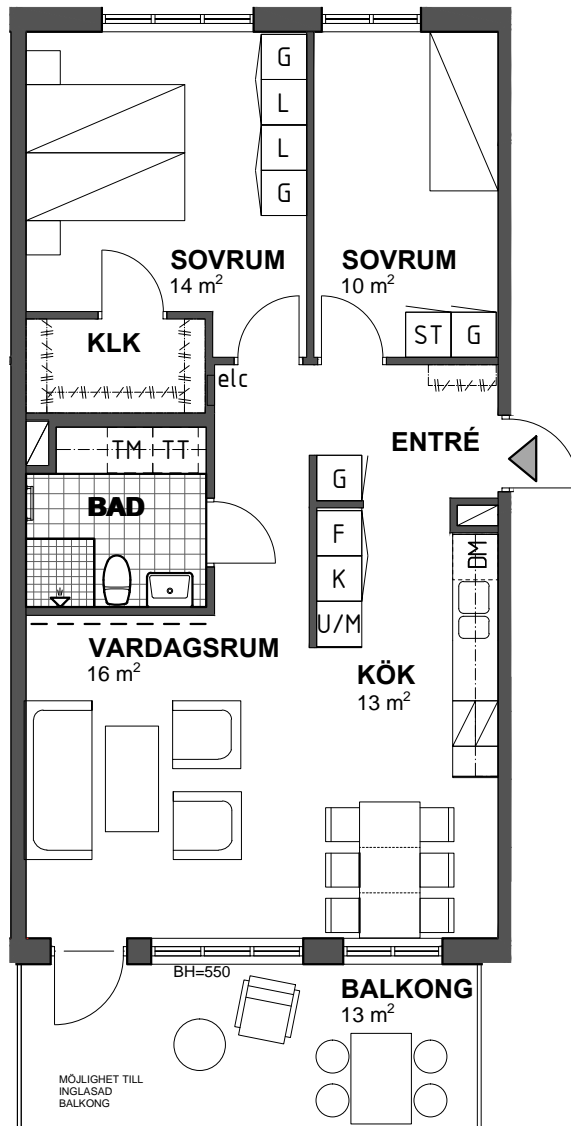 G
L
L
G
SOVRUM
14 m²
SOVRUM
10 m²
ST G
KLK
elc
ENTRÉ
TM TT
G
BAD
F
DM
K
U/M
VARDAGSRUM
16 m²
KÖK
13 m²
BH=550
BALKONG
13 m²
MÖJLIGHET TILL
INGLASAD
BALKONG